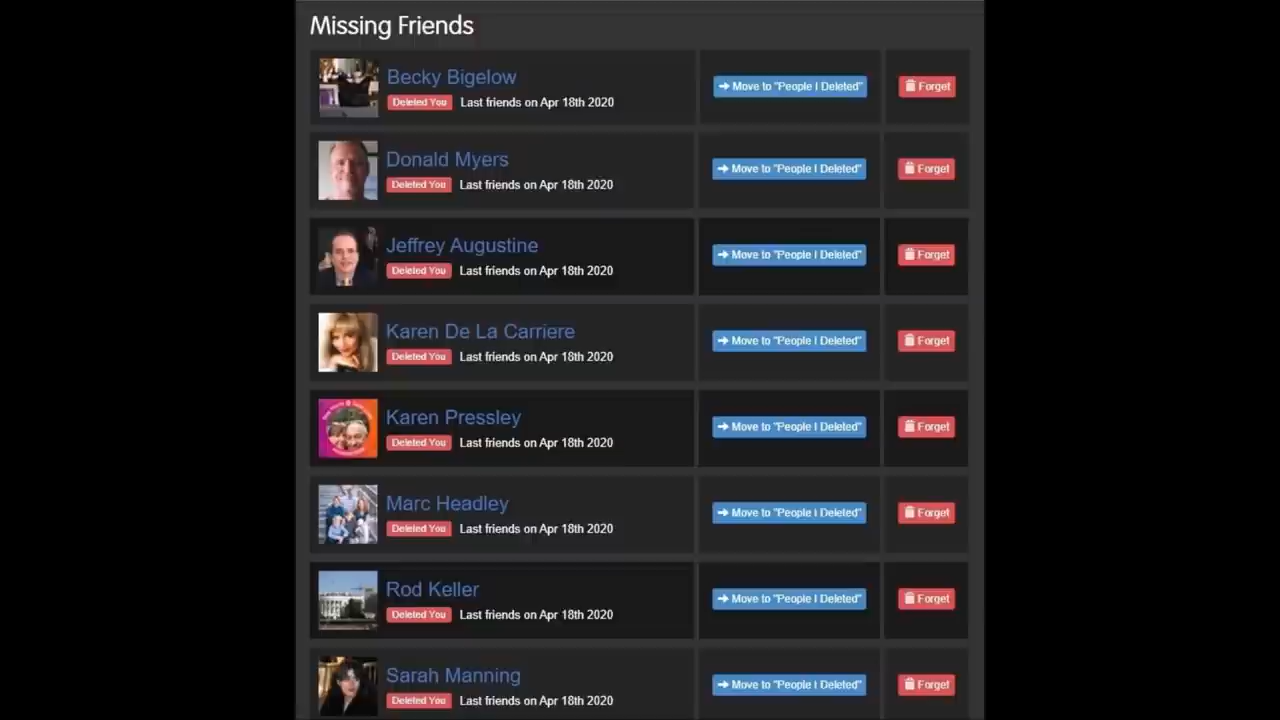 Missing Friends
Becky Bigelow
Deleted You Last friends on Apr 18th 2020
Move to "People I Deleted"
Forget
Donald Myers
Deleted You Last friends on Apr 18th 2020
Move to "People I Deleted"
Forget
Jeffrey Augustine
Deleted You Last friends on Apr 18th 2020
Move to "People I Deleted"
Forget
Karen De La Carriere
Deleted You Last friends on Apr 18th 2020
Move to "People I Deleted"
Forget
Karen Pressley
Deleted You Last friends on Apr 18th 2020
Move to "People I Deleted"
Forget
Marc Headley
Deleted You Last friends on Apr 18th 2020
Move to "People I Deleted"
Forget
Rod Keller
Deleted You Last friends on Apr 18th 2020
Move to "People I Deleted"
Forget
Sarah Manning
Deleted You Last friends on Apr 18th 2020
Move to "People I Deleted"
Forget